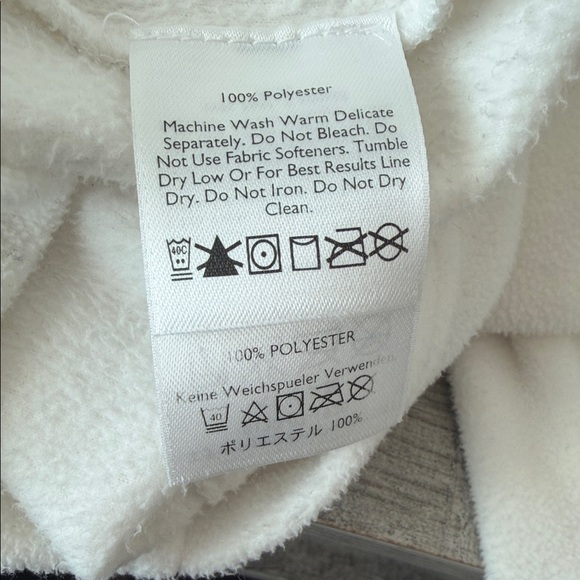 100% Polyester
Machine Wash Warm Delicate
Separately. Do Not Bleach. Do
Not Use Fabric Softeners. Tumble
Dry Low Or For Best Results Line
Dry. Do Not Iron. Do Not Dry
Clean.
40C
100% POLYESTER
Keine Weichspueler Verwenden
40
ポリエステル 100%